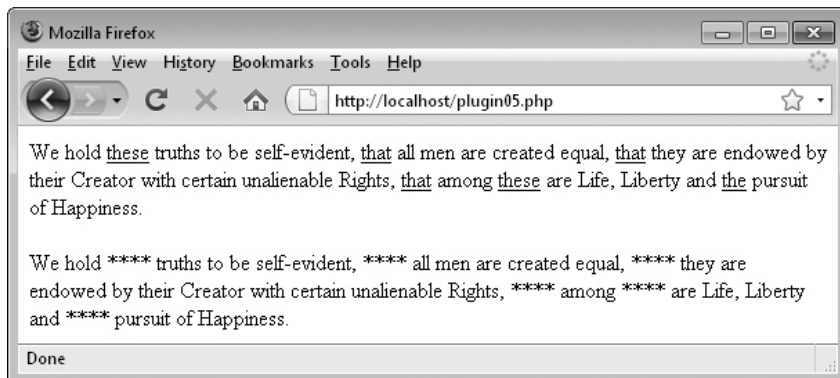 Mozilla Firefox
File Edit View History Bookmarks Tools Help
http://localhost/plugin05.php
We hold these truths to be self-evident, that all men are created equal, that they are endowed by
their Creator with certain unalienable Rights, that among these are Life, Liberty and the pursuit
of Happiness.
We hold **** truths to be self-evident, **** all men are created equal, **** they are
endowed by their Creator with certain unalienable Rights, **** among **** are Life, Liberty
and **** pursuit of Happiness.
Done